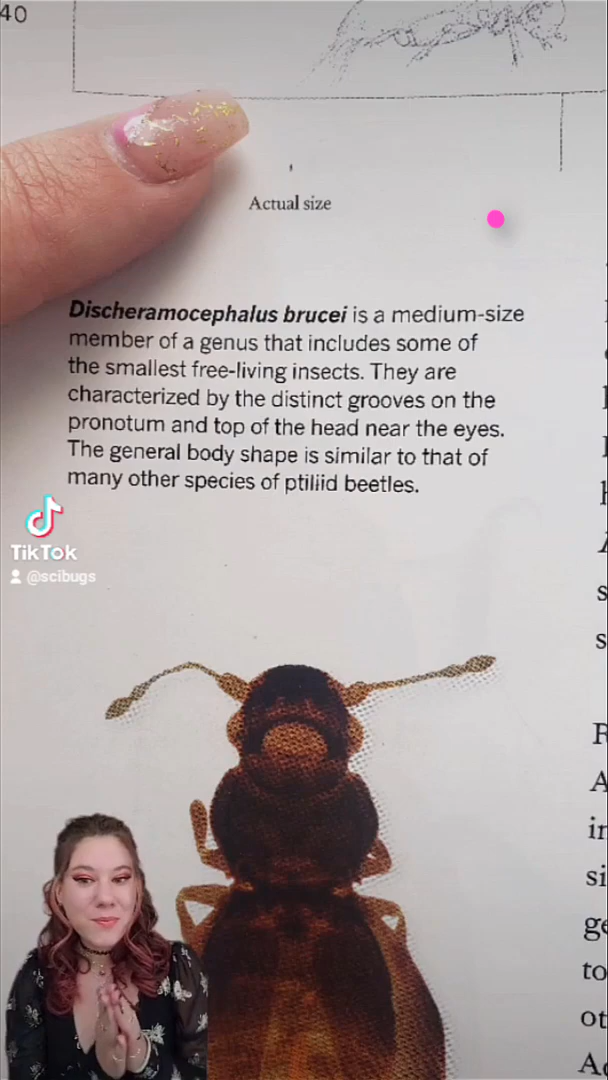 40
Actual size
Discheramocephalus brucei is a medium-size
member of a genus that includes some of
the smallest free-living insects. They are
characterized by the distinct grooves on the
pronotum and top of the head near the eyes.
The general body shape is similar to that of
many other species of ptiliid beetles.
TikTok
@scibugs